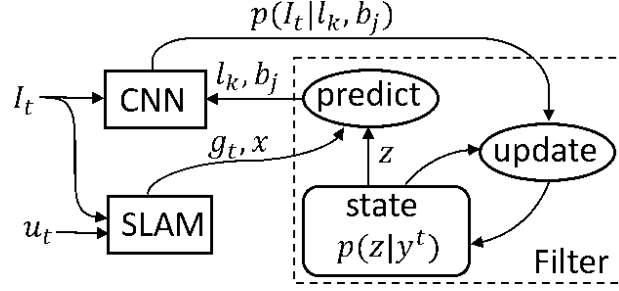 p(I_t|l_k, b_j)
l_k, b_j
predict
CNN
I_t
g_t, x
z
update
SLAM
u_t
state
p(z|y^t)
Filter